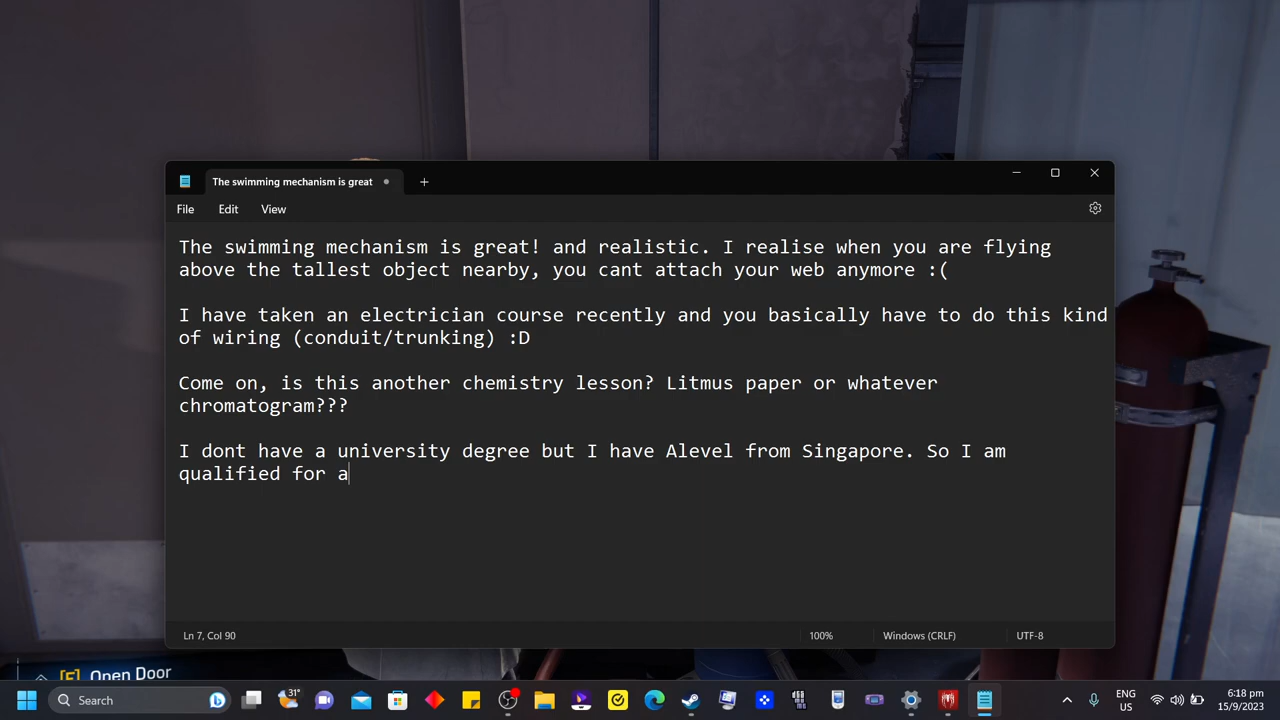 The swimming mechanism is great
File Edit View
The swimming mechanism is great! and realistic. I realise when you are flying
above the tallest object nearby, you cant attach your web anymore :(
I have taken an electrician course recently and you basically have to do this kind
of wiring (conduit/trunking) :D
Come on, is this another chemistry lesson? Litmus paper or whatever
chromatogram???
I dont have a university degree but I have Alevel from Singapore. So I am
qualified for a
Ln 7, Col 90 100% Windows (CRLF) UTF-8
[E] Open Door
Search 31° ENG 6:18 pm
US 15/9/2023